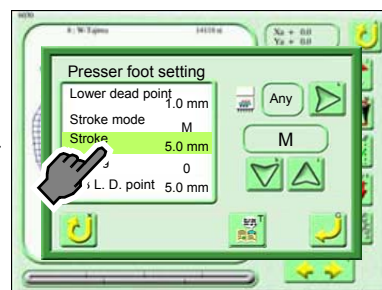 Xa + 0.0
Ya + 0.0
Presser foot setting
Lower dead point
1.0 mm
Stroke mode
M
Stroke
5.0 mm
0
L. D. point 5.0 mm
Any
M